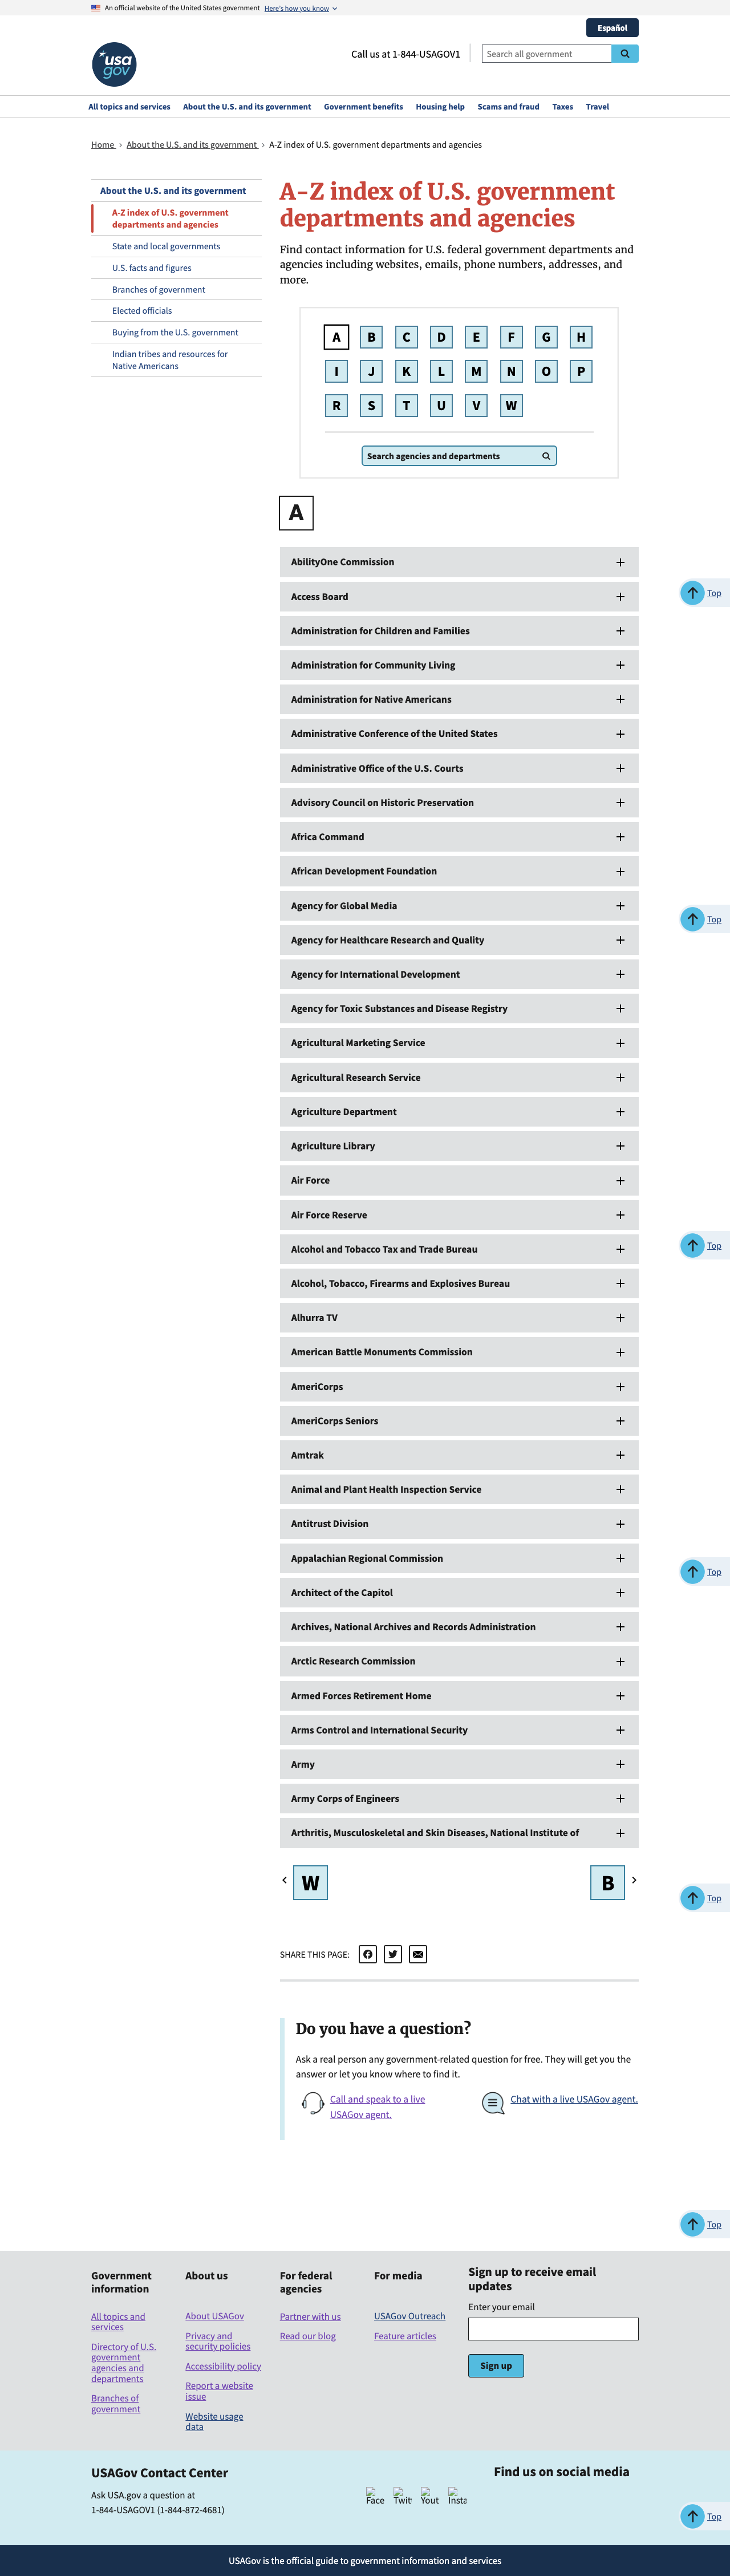 An official website of the United States government Here's how you know
Español
usa gov
Call us at 1-844-USAGOV1
Search all government
All topics and services About the U.S. and its government Government benefits Housing help Scams and fraud Taxes Travel
Home > About the U.S. and its government > A-Z index of U.S. government departments and agencies
About the U.S. and its government
A-Z index of U.S. government
departments and agencies
State and local governments
U.S. facts and figures
Branches of government
Elected officials
Buying from the U.S. government
Indian tribes and resources for
Native Americans
A-Z index of U.S. government
departments and agencies
Find contact information for U.S. federal government departments and
agencies including websites, emails, phone numbers, addresses, and
more.
A B C D E F G H
I J K L M N O P
R S T U V W
Search agencies and departments
A
AbilityOne Commission
Top
Access Board
Administration for Children and Families
Administration for Community Living
Administration for Native Americans
Administrative Conference of the United States
Administrative Office of the U.S. Courts
Advisory Council on Historic Preservation
Africa Command
African Development Foundation
Agency for Global Media
Top
Agency for Healthcare Research and Quality
Agency for International Development
Agency for Toxic Substances and Disease Registry
Agricultural Marketing Service
Agricultural Research Service
Agriculture Department
Agriculture Library
Air Force
Air Force Reserve
Top
Alcohol and Tobacco Tax and Trade Bureau
Alcohol, Tobacco, Firearms and Explosives Bureau
Alhurra TV
American Battle Monuments Commission
AmeriCorps
AmeriCorps Seniors
Amtrak
Animal and Plant Health Inspection Service
Antitrust Division
Appalachian Regional Commission
Top
Architect of the Capitol
Archives, National Archives and Records Administration
Arctic Research Commission
Armed Forces Retirement Home
Arms Control and International Security
Army
Army Corps of Engineers
Arthritis, Musculoskeletal and Skin Diseases, National Institute of
W B
Top
SHARE THIS PAGE:
Do you have a question?
Ask a real person any government-related question for free. They will get you the
answer or let you know where to find it.
Call and speak to a live
USAGov agent.
Chat with a live USAGov agent.
Top
Government
information
All topics and
services
Directory of U.S.
government
agencies and
departments
Branches of
government
About us
About USAGov
Privacy and
security policies
Accessibility policy
Report a website
issue
Website usage
data
For federal
agencies
Partner with us
Read our blog
For media
USAGov Outreach
Feature articles
Sign up to receive email
updates
Enter your email
Sign up
USAGov Contact Center
Ask USA.gov a question at
1-844-USAGOV1 (1-844-872-4681)
Find us on social media
Face Twit Yout Insta
Top
USAGov is the official guide to government information and services